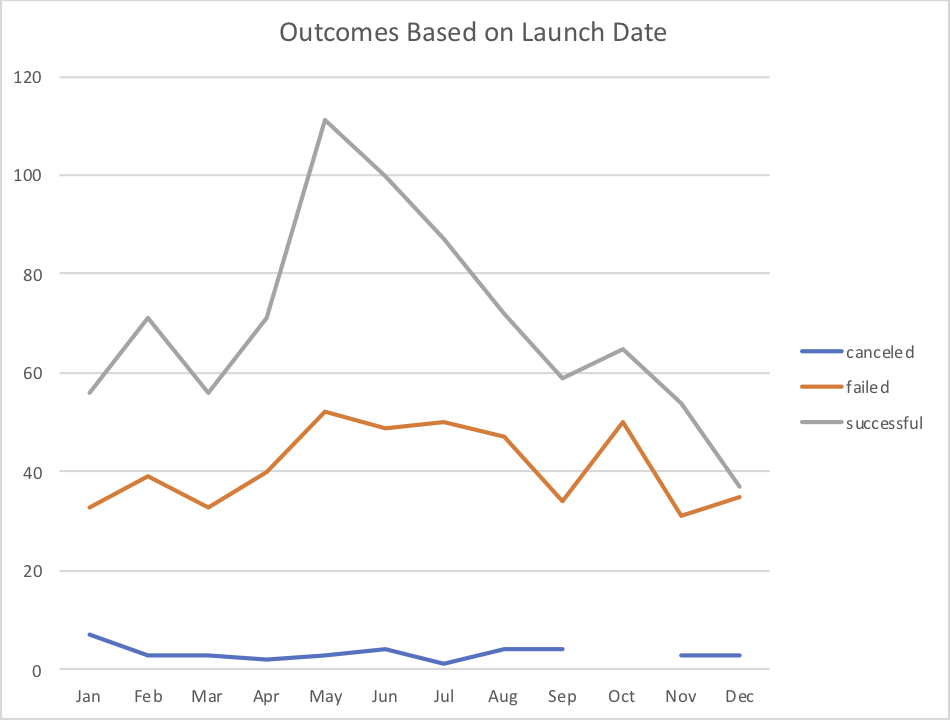 Outcomes Based on Launch Date
120
100
80
60
40
20
0
Jan Feb Mar Apr May Jun Jul Aug Sep Oct Nov Dec
canceled
failed
successful